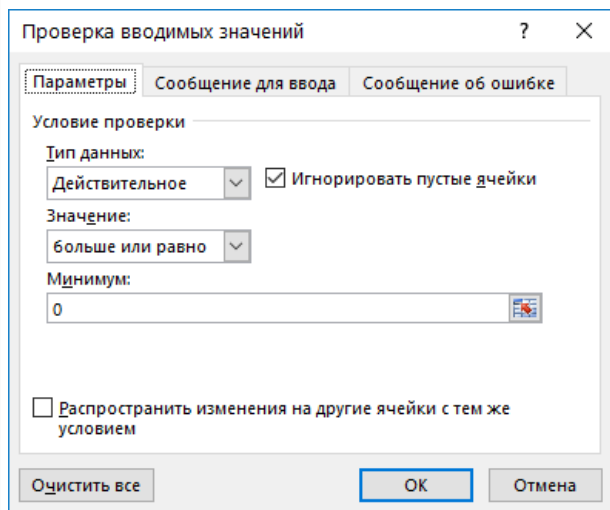 Проверка вводимых значений ?
Параметры Сообщение для ввода Сообщение об ошибке
Условие проверки
Тип данных:
Действительное Игнорировать пустые ячейки
Значение:
больше или равно
Минимум:
0
Распространить изменения на другие ячейки с тем же
условием
Очистить все ОК Отмена